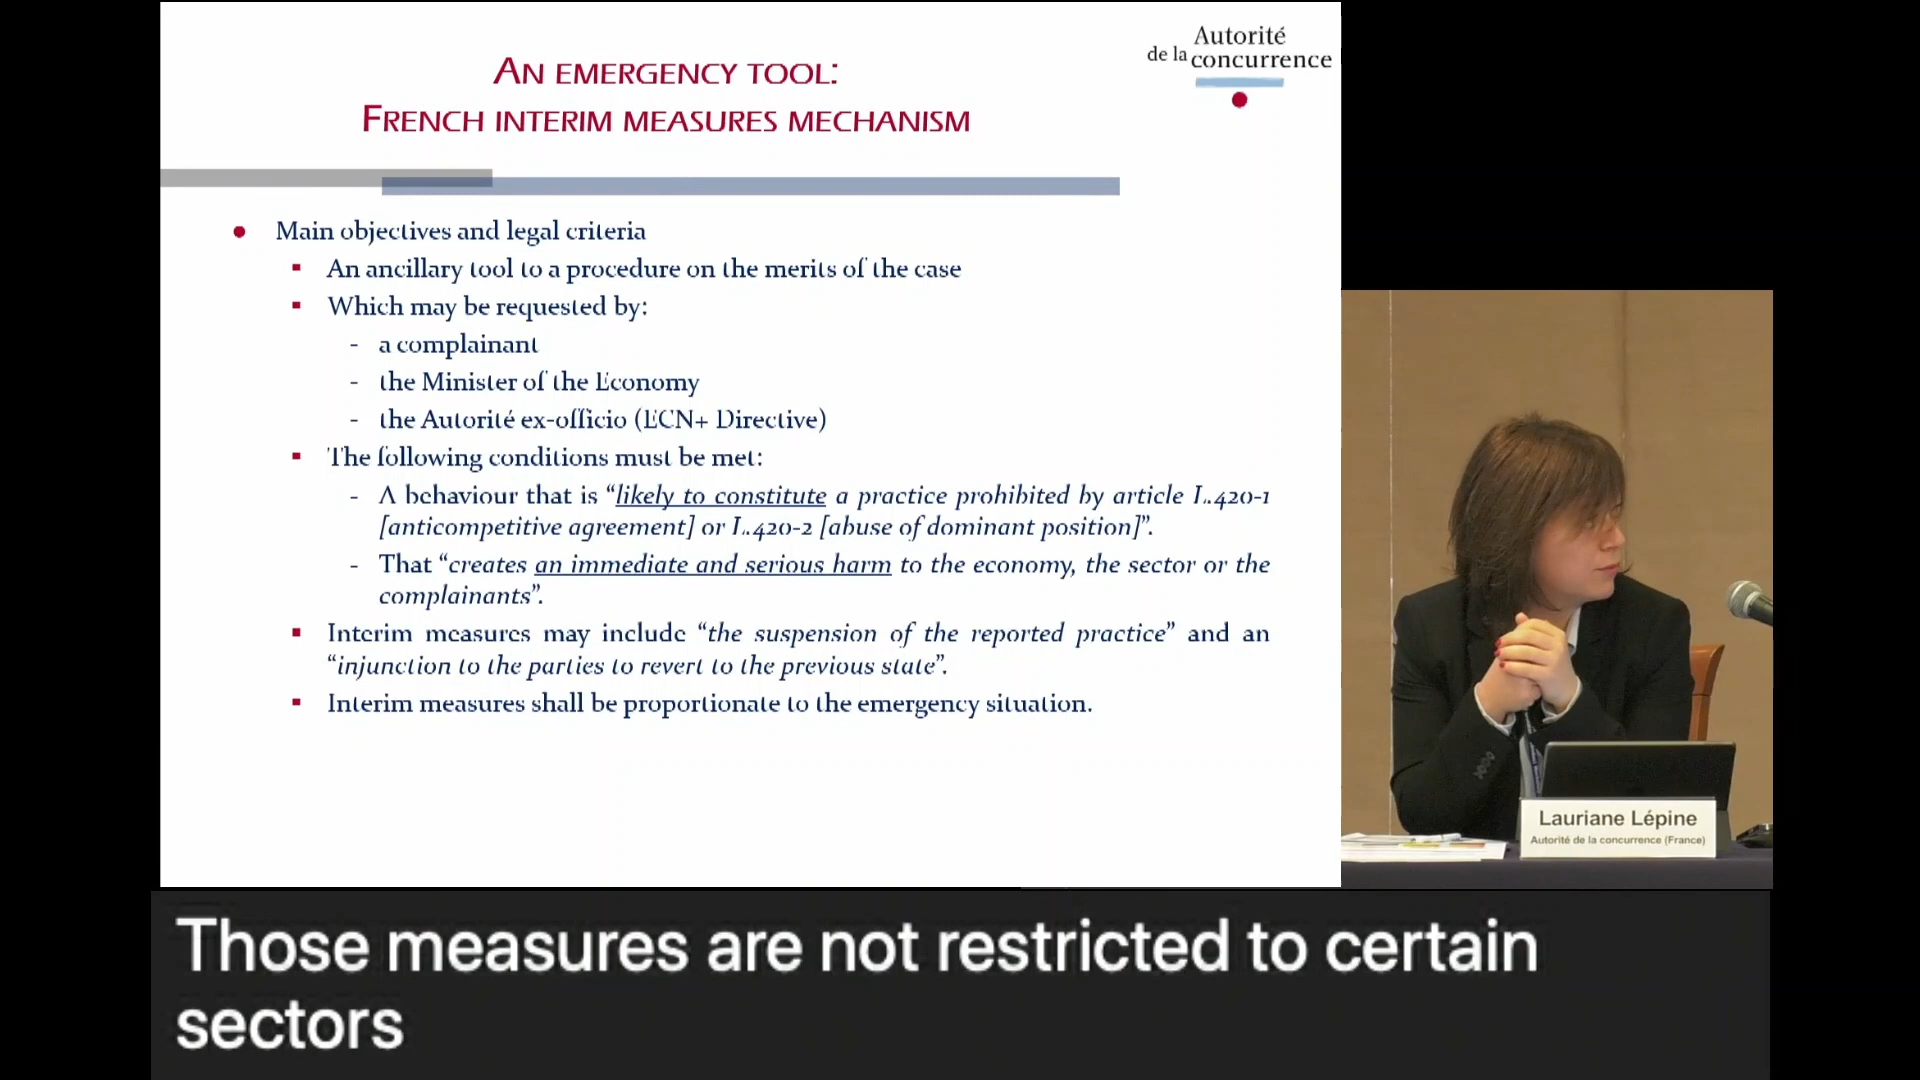 Autorité
de la concurrence
AN EMERGENCY TOOL:
FRENCH INTERIM MEASURES MECHANISM
Main objectives and legal criteria
An ancillary tool to a procedure on the merits of the case
Which may be requested by:
- a complainant
- the Minister of the Economy
- the Autorité ex-officio (ECN+ Directive)
The following conditions must be met:
- A behaviour that is “likely to constitute a practice prohibited by article L.420-1
[anticompetitive agreement] or L.420-2 [abuse of dominant position]”.
- That “creates an immediate and serious harm to the economy, the sector or the
complainants”.
Interim measures may include “the suspension of the reported practice” and an
“injunction to the parties to revert to the previous state”.
Interim measures shall be proportionate to the emergency situation.
Lauriane Lépine
Autorité de la concurrence (France)
Those measures are not restricted to certain
sectors